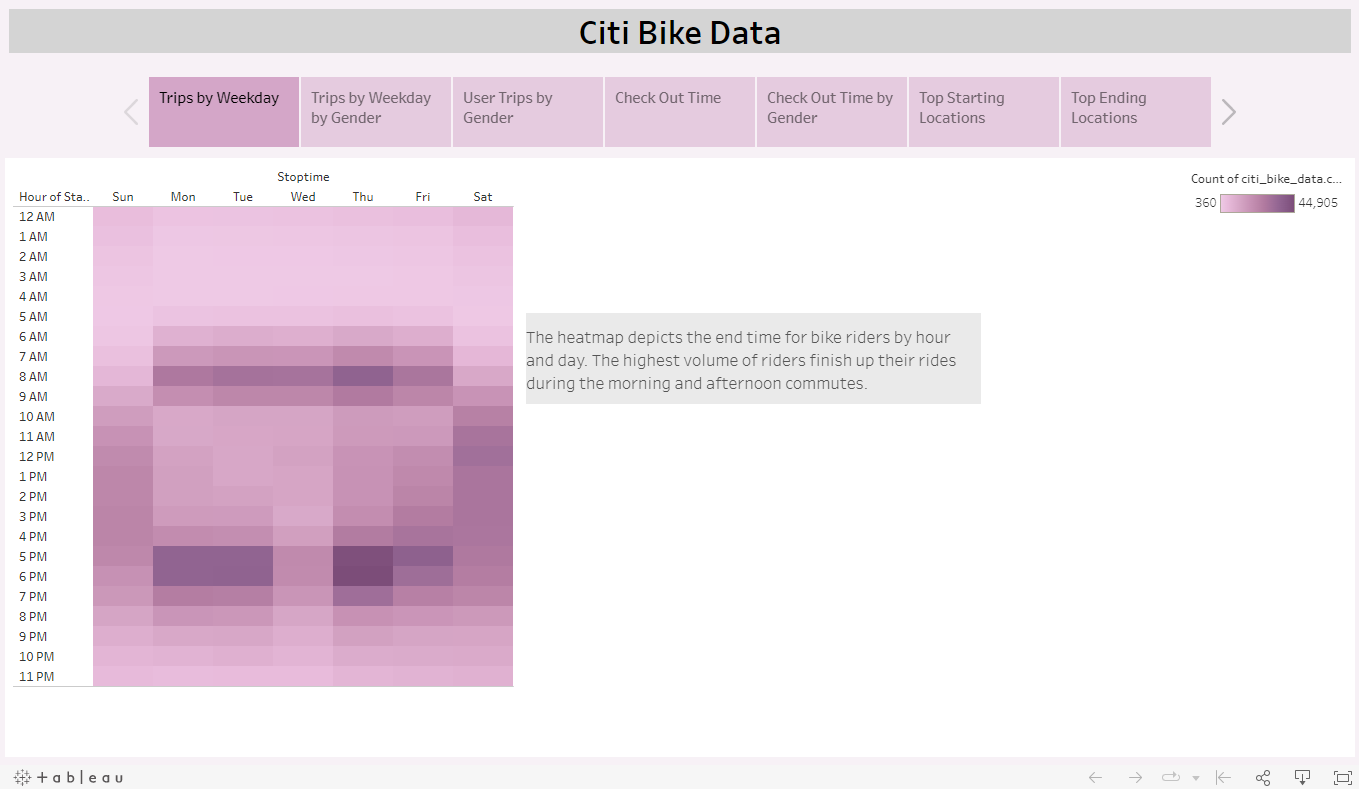 Citi Bike Data
Trips by Weekday
Trips by Weekday
by Gender
User Trips by
Gender
Check Out Time
Check Out Time by
Gender
Top Starting
Locations
Top Ending
Locations
Stoptime
Hour of Sta.. Sun Mon Tue Wed Thu Fri Sat
12 AM
1 AM
2 AM
3 AM
4 AM
5 AM
6 AM
7 AM
8 AM
9 AM
10 AM
11 AM
12 PM
1 PM
2 PM
3 PM
4 PM
5 PM
6 PM
7 PM
8 PM
9 PM
10 PM
11 PM
The heatmap depicts the end time for bike riders by hour
and day. The highest volume of riders finish up their rides
during the morning and afternoon commutes.
Count of citi_bike_data.c...
360 44,905
+ableau